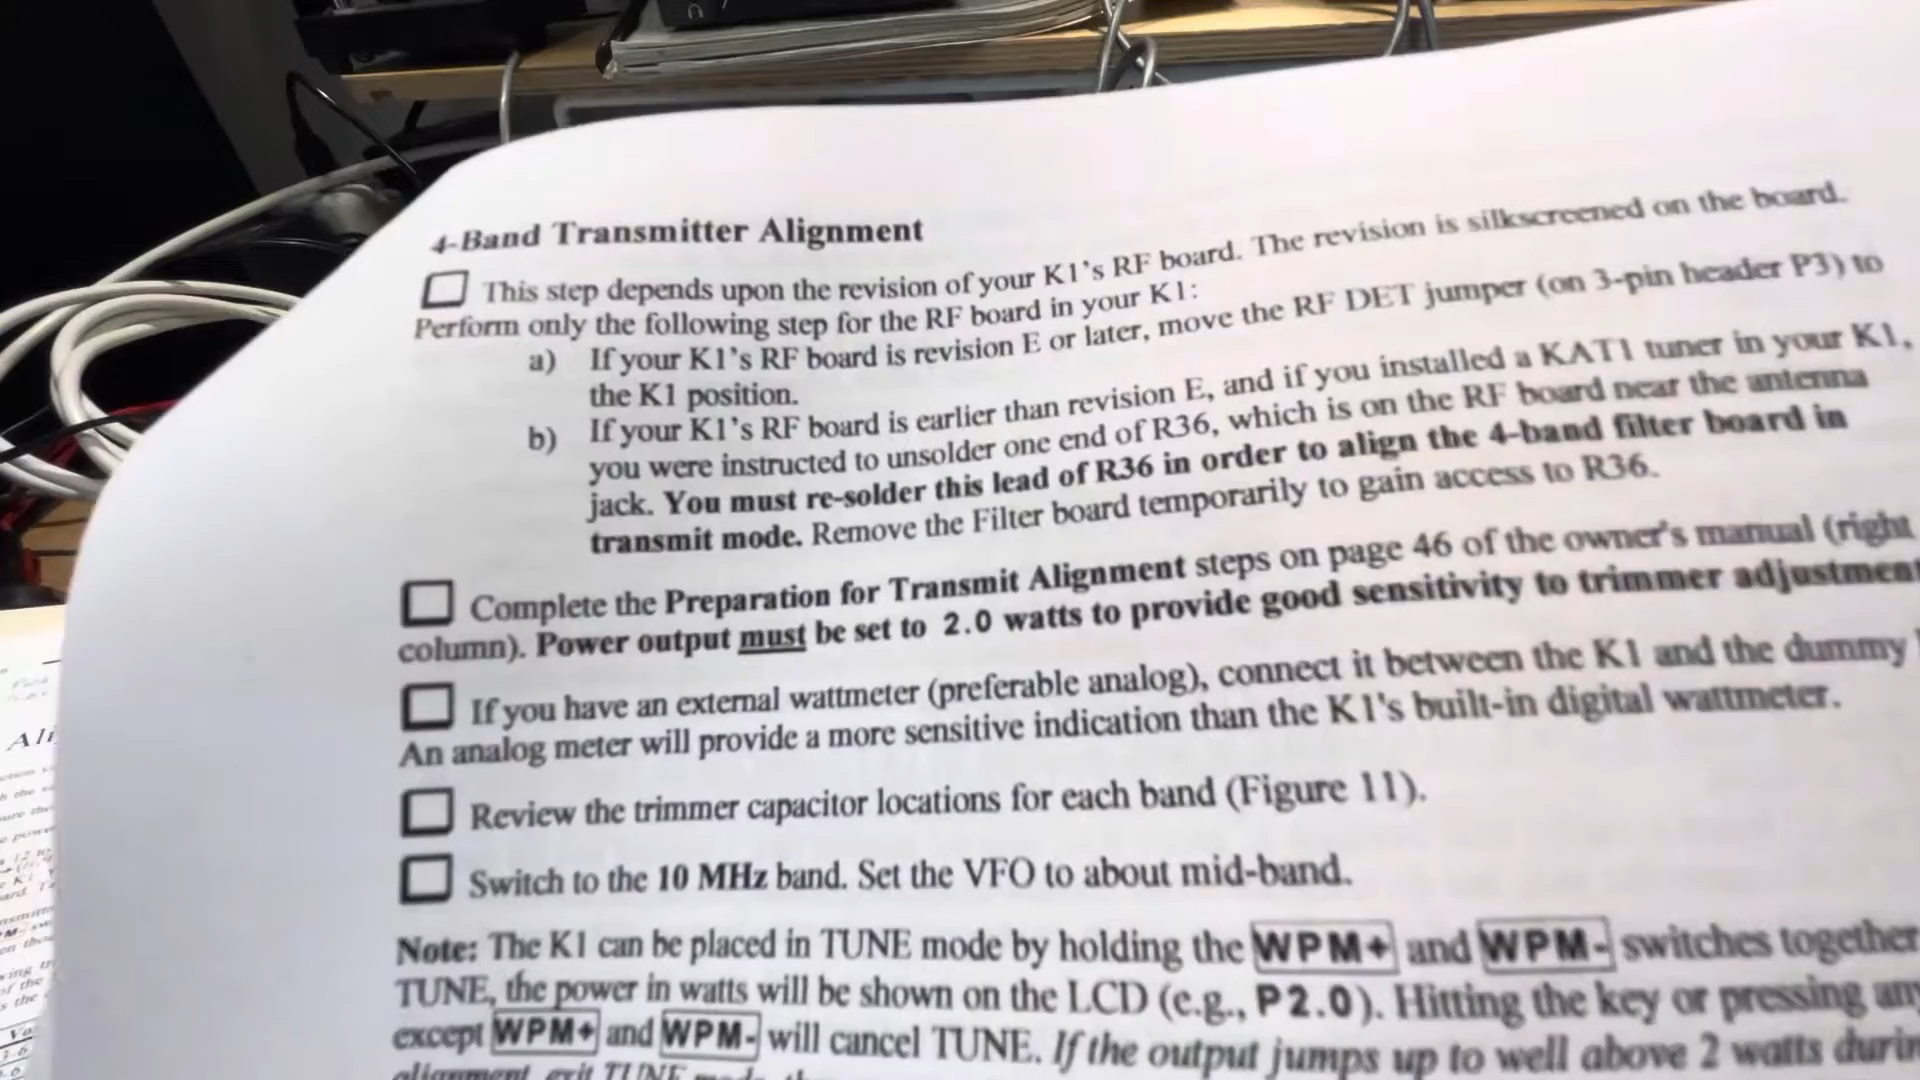 4-Band Transmitter Alignment
This step depends upon the revision of your K1's RF board. The revision is silkscreened on the board.
Perform only the following step for the RF board in your K1:
a) If your K1's RF board is revision E or later, move the RF DET jumper (on 3-pin header P3) to
the K1 position.
b) If your K1's RF board is earlier than revision E, and if you installed a KAT1 tuner in your K1,
you were instructed to unsolder one end of R36, which is on the RF board near the antenna
jack. You must re-solder this lead of R36 in order to align the 4-band filter board in
transmit mode. Remove the Filter board temporarily to gain access to R36.
Complete the Preparation for Transmit Alignment steps on page 46 of the owner's manual (right
column). Power output must be set to 2.0 watts to provide good sensitivity to trimmer adjustment
If you have an external wattmeter (preferable analog), connect it between the K1 and the dummy
An analog meter will provide a more sensitive indication than the K1's built-in digital wattmeter.
Review the trimmer capacitor locations for each band (Figure 11).
Switch to the 10 MHz band. Set the VFO to about mid-band.
Note: The K1 can be placed in TUNE mode by holding the WPM+ and WPM- switches together
TUNE, the power in watts will be shown on the LCD (e.g., P2.0). Hitting the key or pressing any
except WPM+ and WPM- will cancel TUNE. If the output jumps up to well above 2 watts durin
alignment, exit TUNE mode,